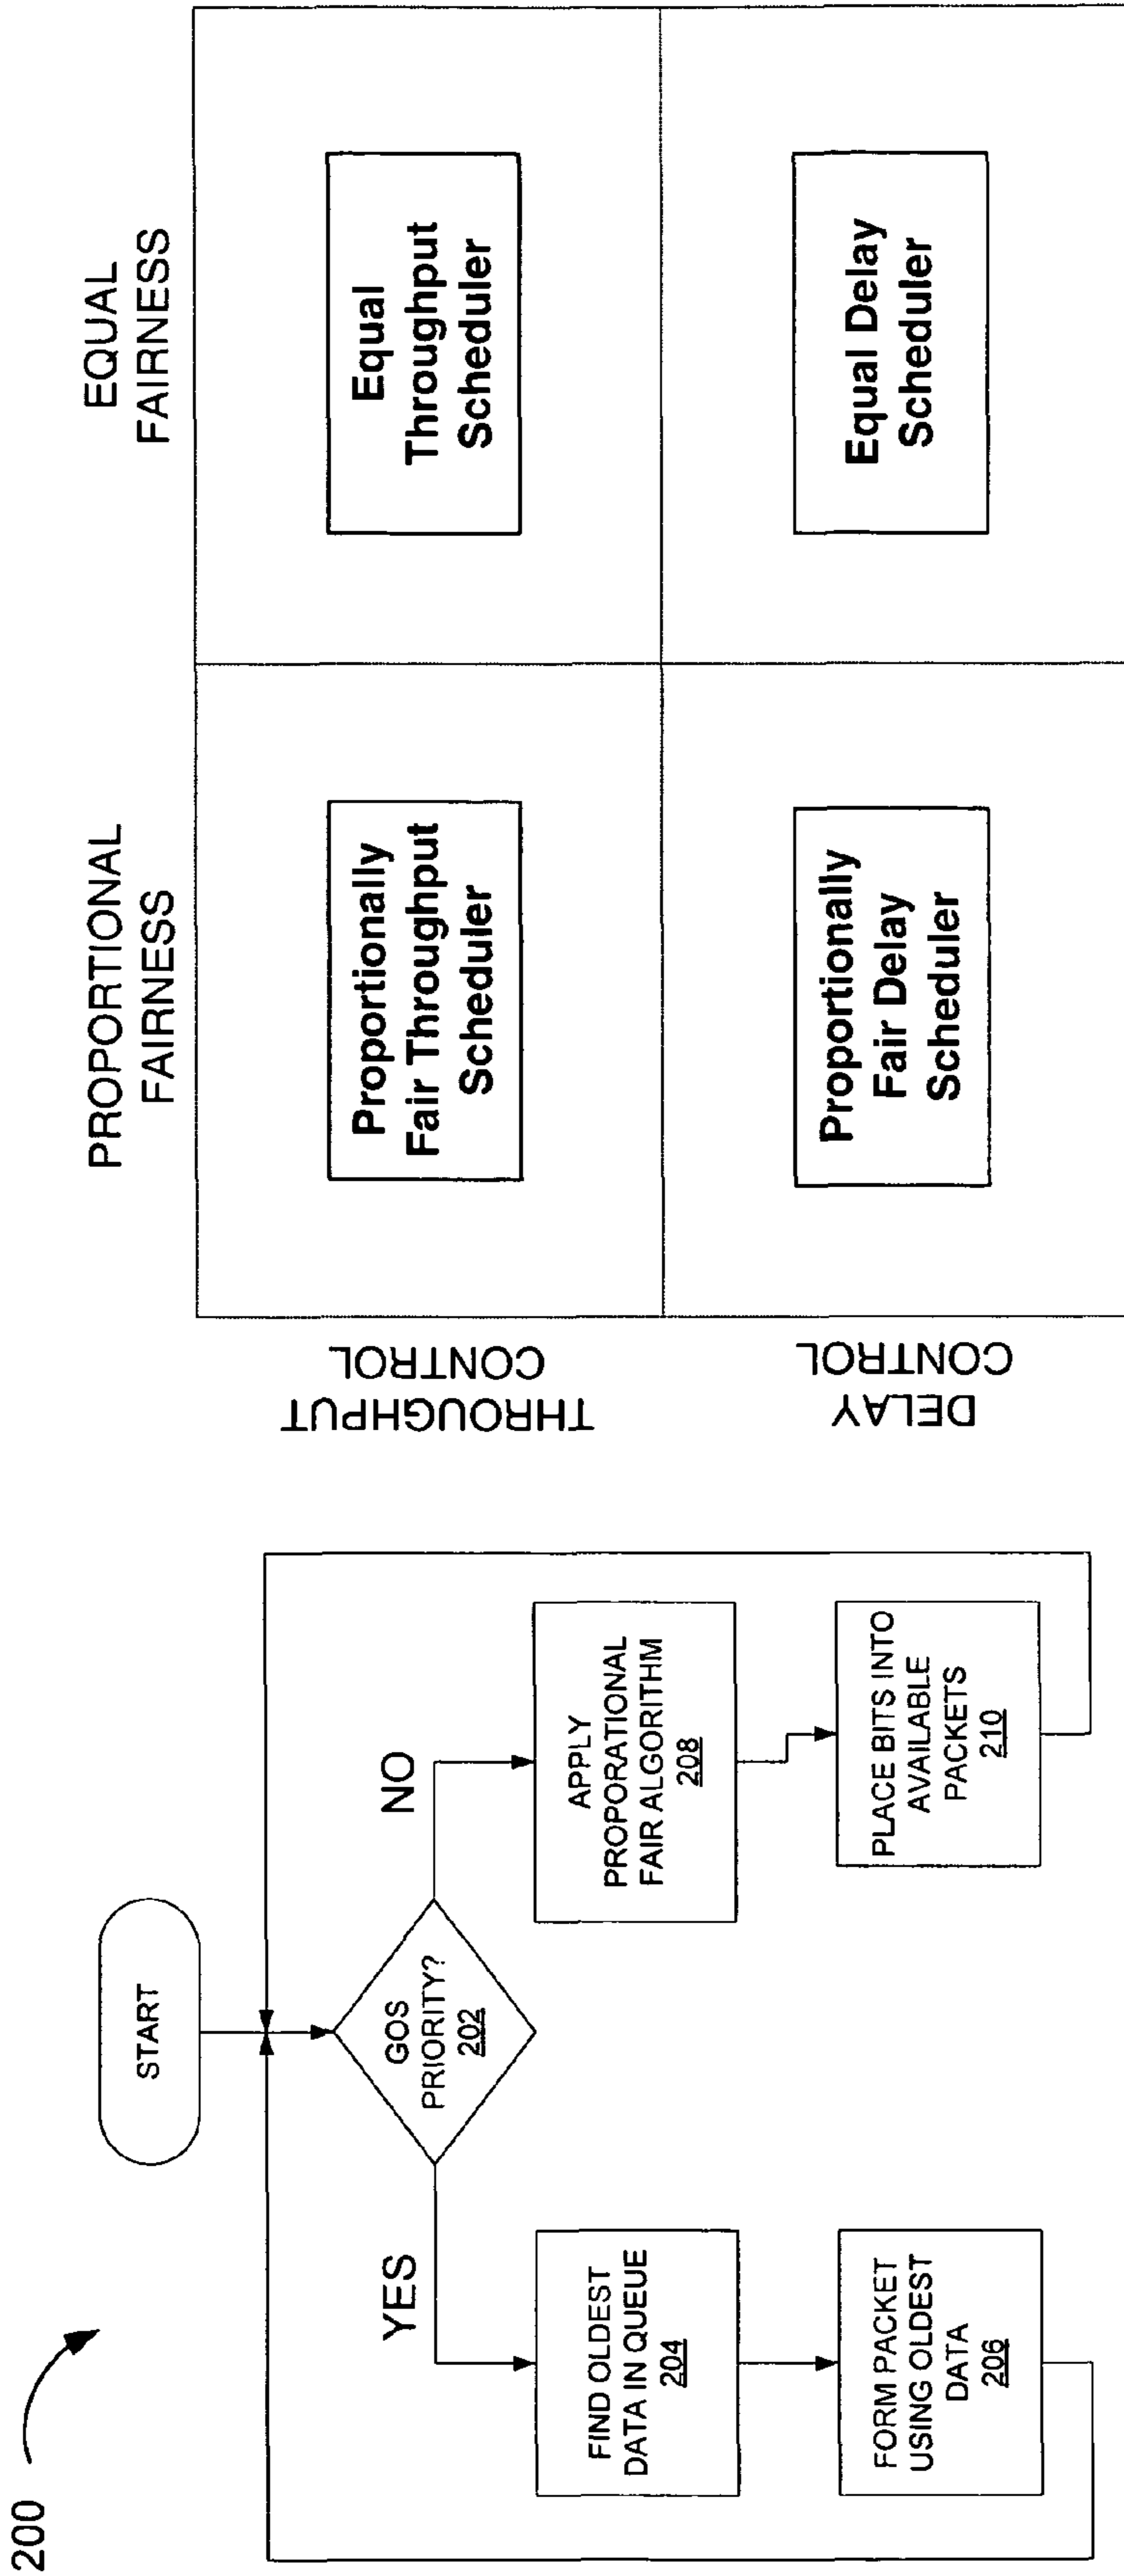 200
START
GOS
PRIORITY?
202
YES
NO
FIND OLDEST
DATA IN QUEUE
204
FORM PACKET
USING OLDEST
DATA
206
APPLY
PROPORATIONAL
FAIR ALGORITHM
208
PLACE BITS INTO
AVAILABLE
PACKETS
210
PROPORTIONAL
FAIRNESS
EQUAL
FAIRNESS
THROUGHPUT
CONTROL
Proportionally
Fair Throughput
Scheduler
Equal
Throughput
Scheduler
DELAY
CONTROL
Proportionally
Fair Delay
Scheduler
Equal Delay
Scheduler